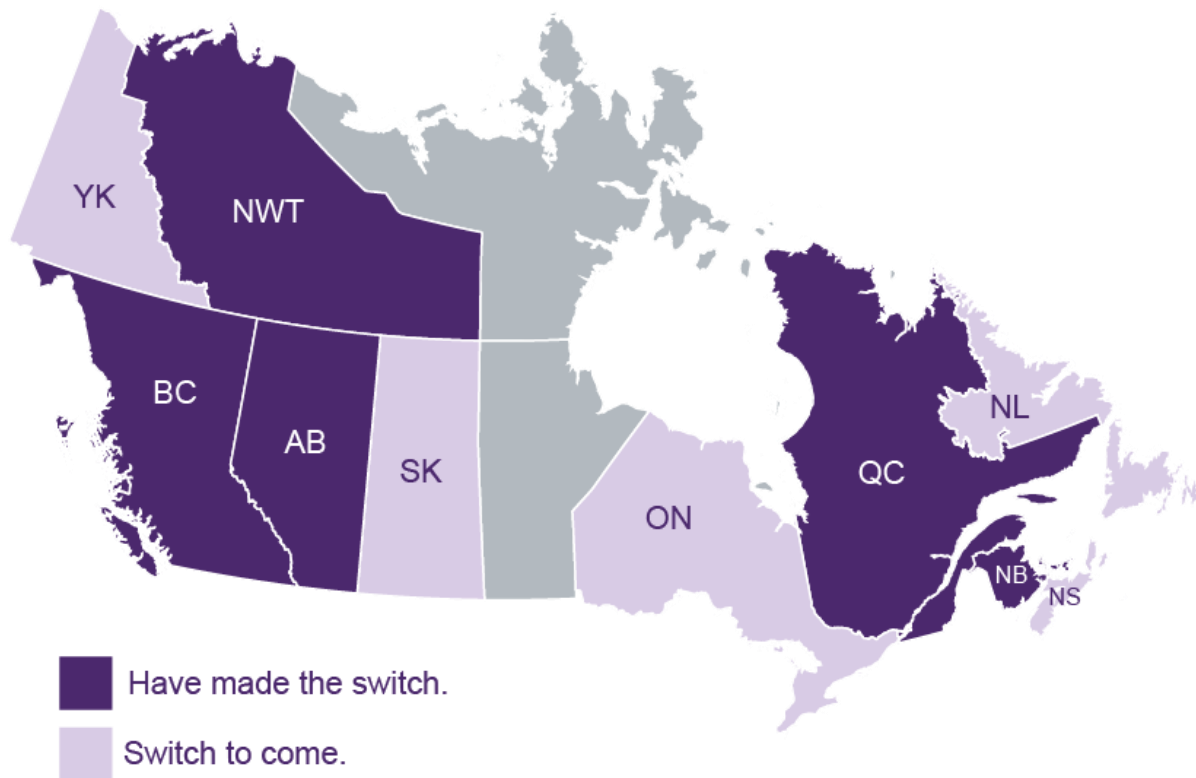 YK
NWT
BC
AB
SK
ON
QC
NL
NB
NS
Have made the switch.
Switch to come.